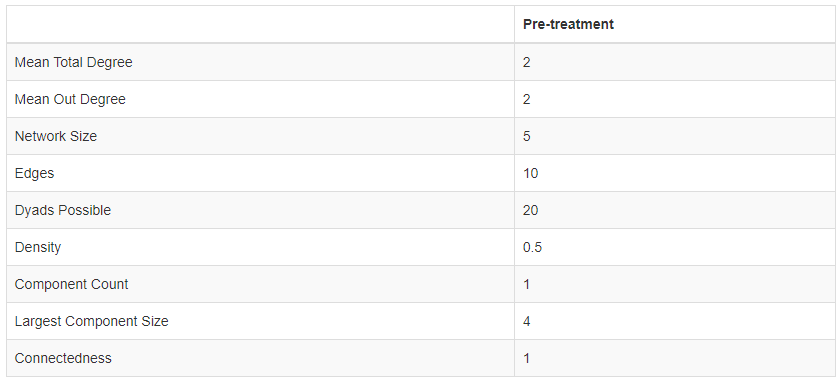 Pre-treatment
Mean Total Degree 2
Mean Out Degree 2
Network Size 5
Edges 10
Dyads Possible 20
Density 0.5
Component Count 1
Largest Component Size 4
Connectedness 1